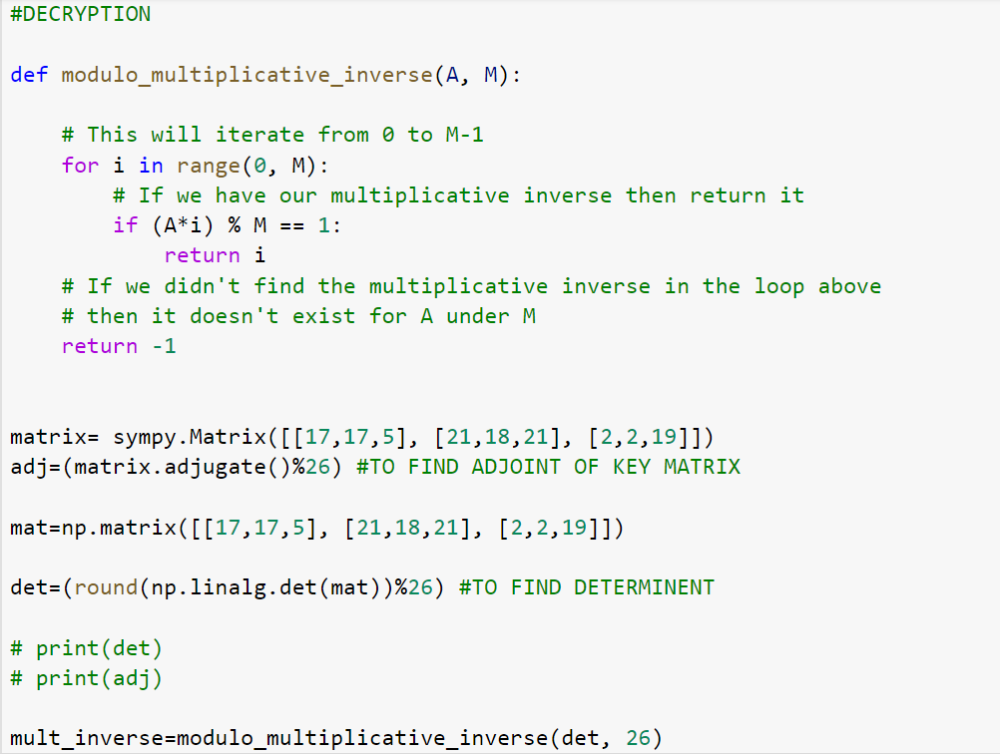 #DECRYPTION
def modulo_multiplicative_inverse(A, M):
    # This will iterate from 0 to M-1
    for i in range(0, M):
        # If we have our multiplicative inverse then return it
        if (A*i) % M == 1:
            return i
    # If we didn't find the multiplicative inverse in the loop above
    # then it doesn't exist for A under M
    return -1
matrix= sympy.Matrix([[17,17,5], [21,18,21], [2,2,19]])
adj=(matrix.adjugate()%26) #TO FIND ADJOINT OF KEY MATRIX
mat=np.matrix([[17,17,5], [21,18,21], [2,2,19]])
det=(round(np.linalg.det(mat))%26) #TO FIND DETERMINENT
# print(det)
# print(adj)
mult_inverse=modulo_multiplicative_inverse(det, 26)